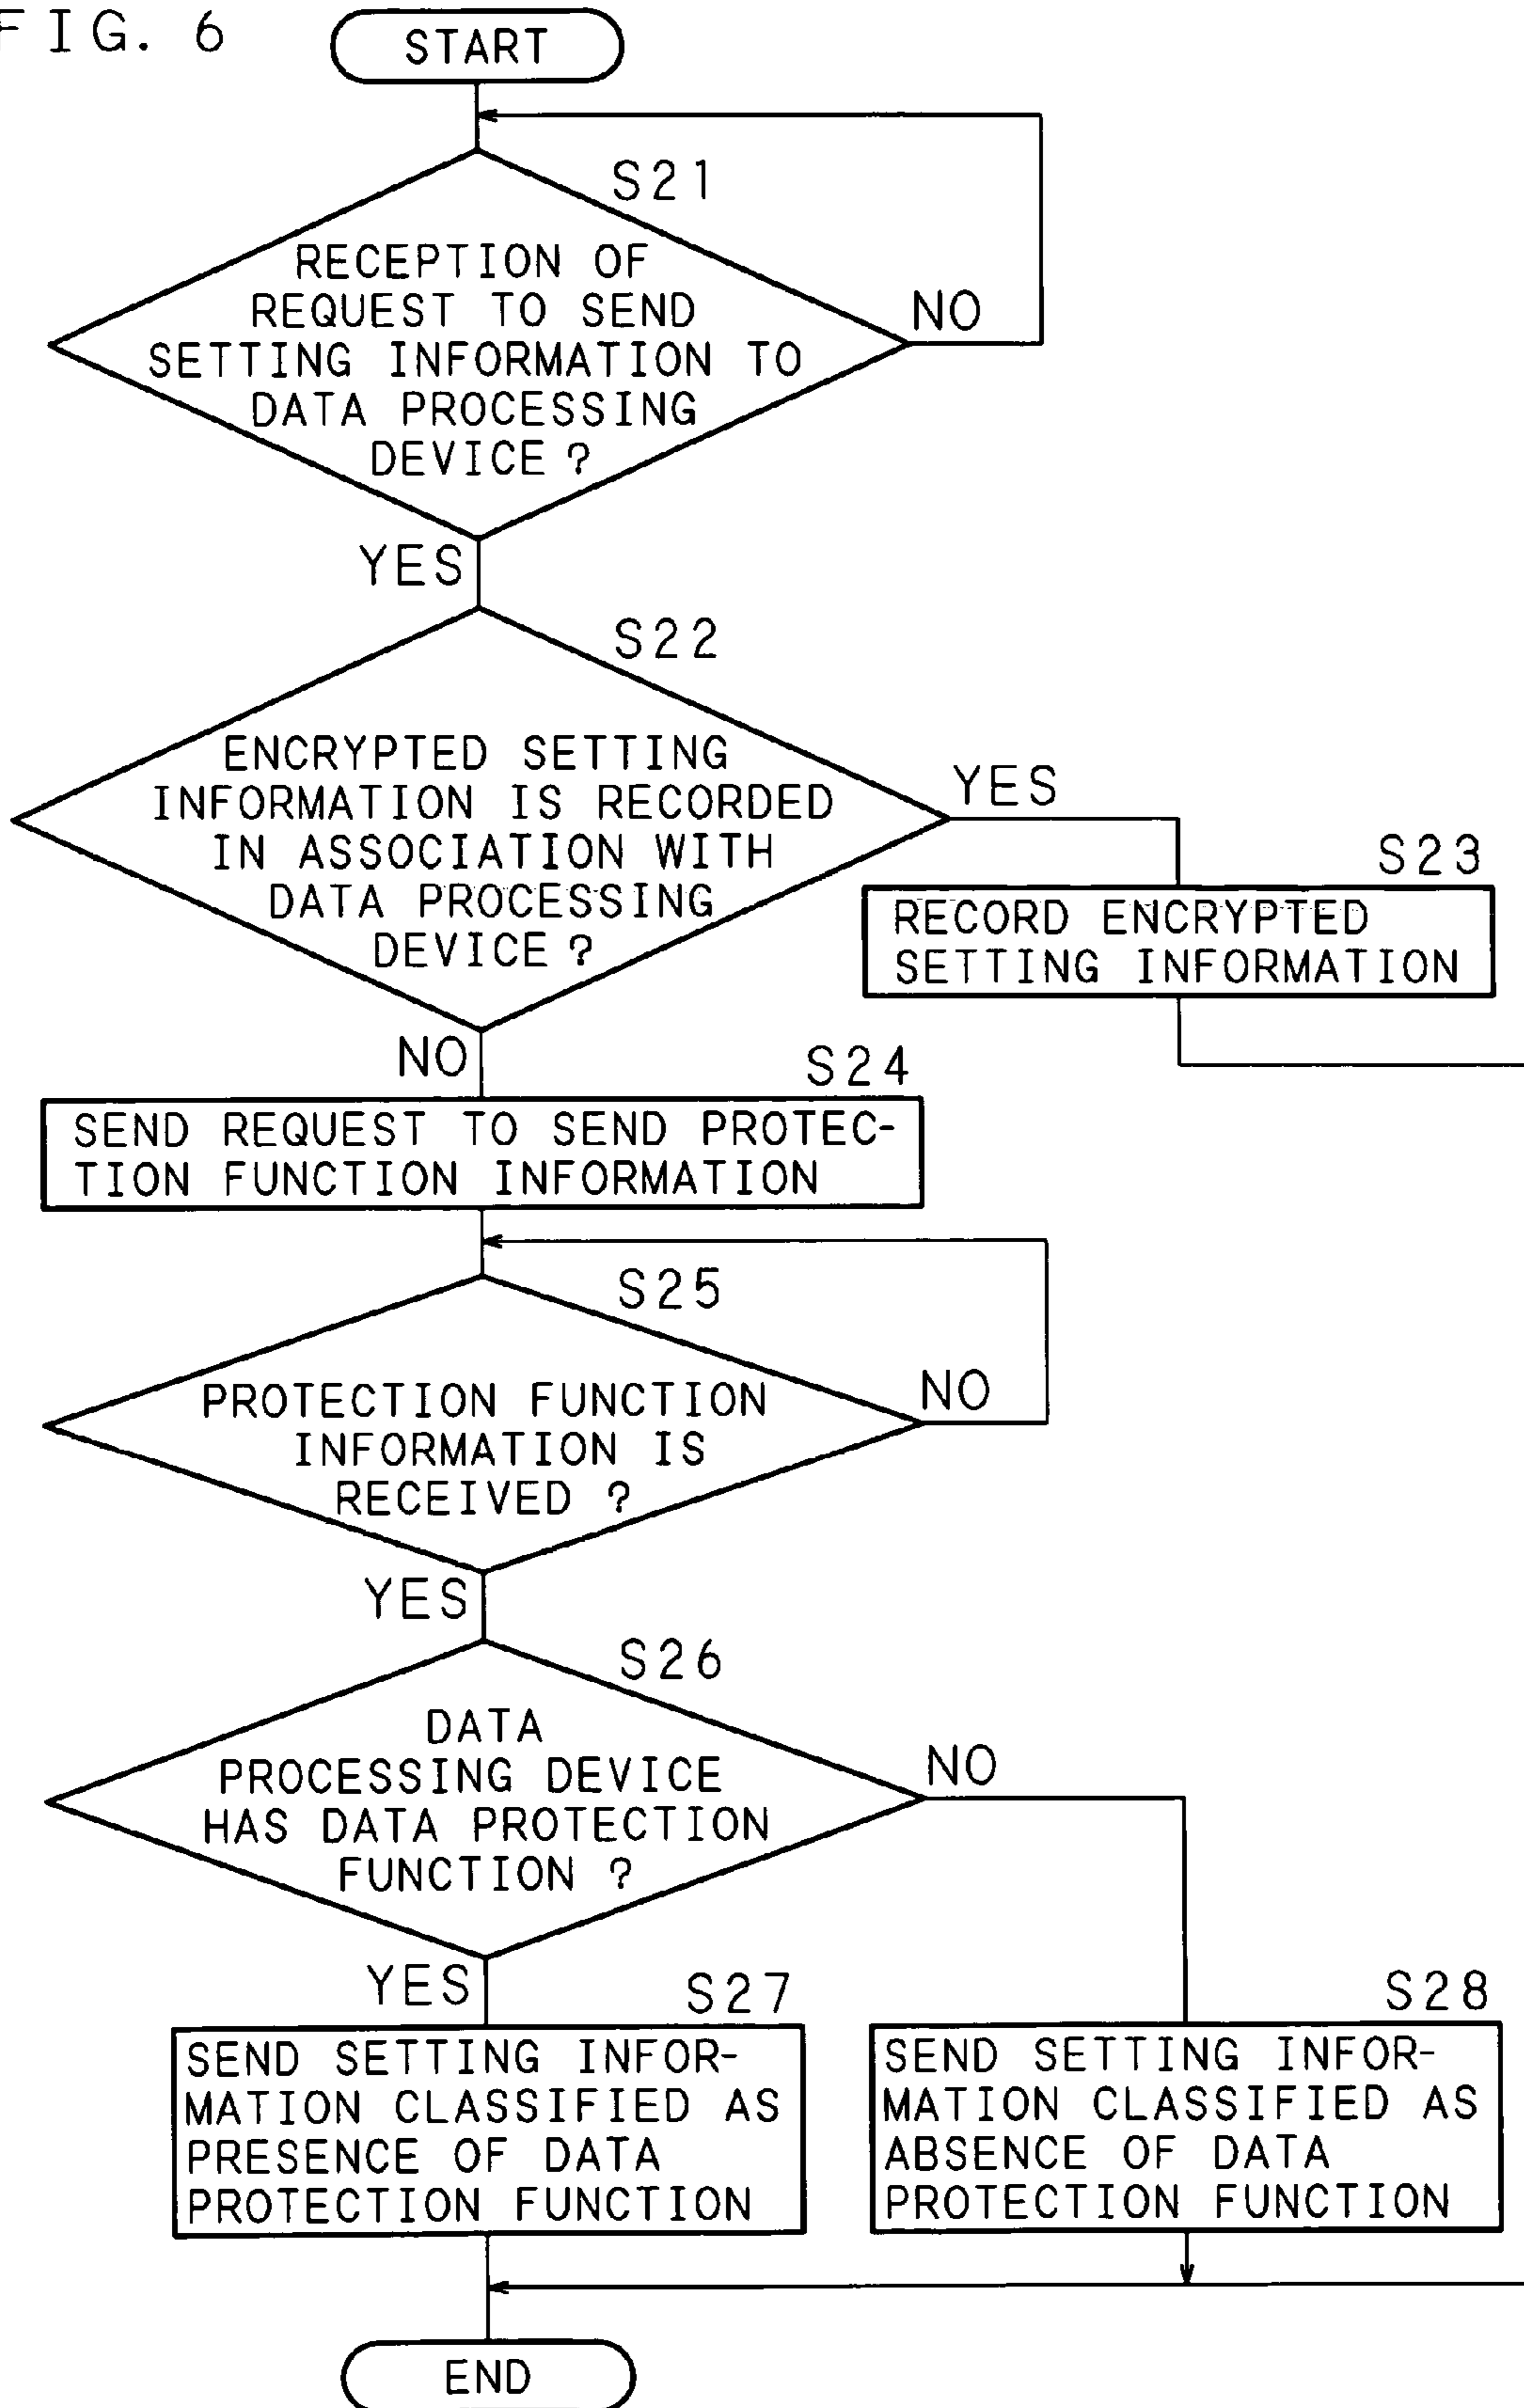 FIG. 6
START
S21
RECEPTION OF
REQUEST TO SEND
SETTING INFORMATION TO
DATA PROCESSING
DEVICE ?
NO
YES
S22
ENCRYPTED SETTING
INFORMATION IS RECORDED
IN ASSOCIATION WITH
DATA PROCESSING
DEVICE ?
YES
S23
RECORD ENCRYPTED
SETTING INFORMATION
NO
S24
SEND REQUEST TO SEND PROTEC-
TION FUNCTION INFORMATION
S25
PROTECTION FUNCTION
INFORMATION IS
RECEIVED ?
NO
YES
S26
DATA
PROCESSING DEVICE
HAS DATA PROTECTION
FUNCTION ?
NO
YES
S27
SEND SETTING INFOR-
MATION CLASSIFIED AS
PRESENCE OF DATA
PROTECTION FUNCTION
S28
SEND SETTING INFOR-
MATION CLASSIFIED AS
ABSENCE OF DATA
PROTECTION FUNCTION
END